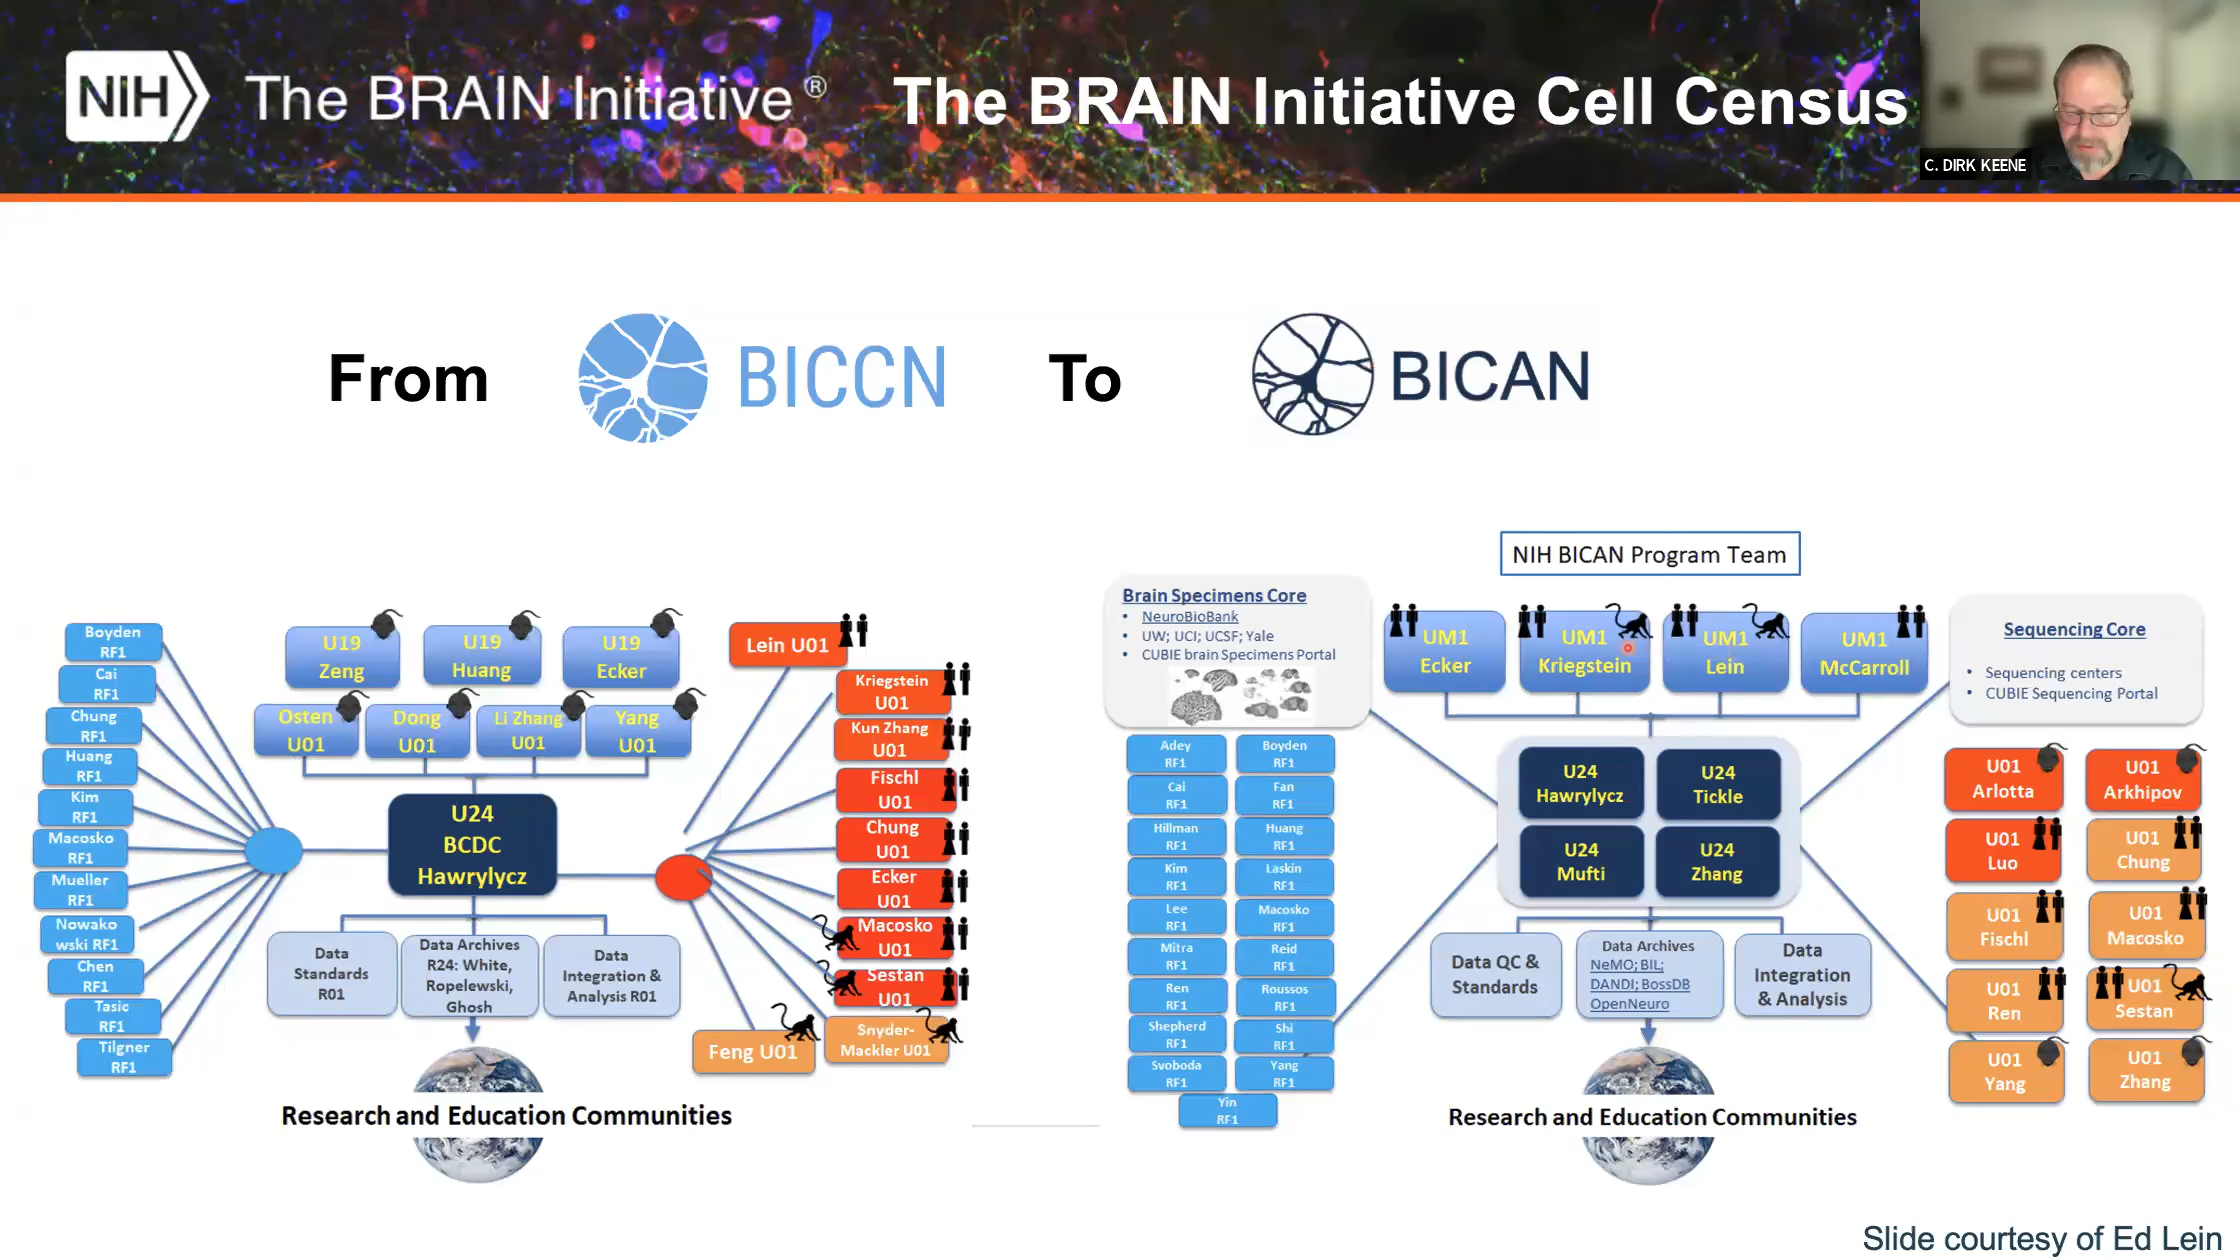 NIH
The BRAIN Initiative®
The BRAIN Initiative Cell Census
C. DIRK KEENE
From
BICCN
To
BICAN
Boyden
RF1
Cai
RF1
Chung
RF1
Huang
RF1
Kim
RF1
Macosko
RF1
Mueller
RF1
Nowako
wski RF1
Chen
RF1
Tasic
RF1
Tilgner
RF1
U19
Zeng
U19
Huang
U19
Ecker
Osten
U01
Dong
U01
Li Zhang
U01
Yang
U01
U24
BCDC
Hawrylycz
Data
Standards
R01
Data Archives
R24: White,
Ropelewski,
Ghosh
Data
Integration &
Analysis R01
Research and Education Communities
Lein U01
Kriegstein
U01
Kun Zhang
U01
Fischl
U01
Chung
U01
Ecker
U01
Macosko
U01
Sestan
U01
Snyder-
Mackler U01
Feng U01
NIH BICAN Program Team
Brain Specimens Core
• NeuroBioBank
• UW; UCI; UCSF; Yale
• CUBIE brain Specimens Portal
UM1
Ecker
UM1
Kriegstein
UM1
Lein
UM1
McCarroll
Sequencing Core
• Sequencing centers
• CUBIE Sequencing Portal
Adey
RF1
Boyden
RF1
Cai
RF1
Fan
RF1
Hillman
RF1
Huang
RF1
Kim
RF1
Laskin
RF1
Lee
RF1
Macosko
RF1
Mitra
RF1
Reid
RF1
Ren
RF1
Roussos
RF1
Shepherd
RF1
Shi
RF1
Svoboda
RF1
Yang
RF1
Yin
RF1
U24
Hawrylycz
U24
Tickle
U24
Mufti
U24
Zhang
Data QC &
Standards
Data Archives
NeMO; BIL;
DANDI; BossDB
OpenNeuro
Data
Integration
& Analysis
Research and Education Communities
U01
Arlotta
U01
Arkhipov
U01
Luo
U01
Chung
U01
Fischl
U01
Macosko
U01
Ren
U01
Sestan
U01
Yang
U01
Zhang
Slide courtesy of Ed Lein